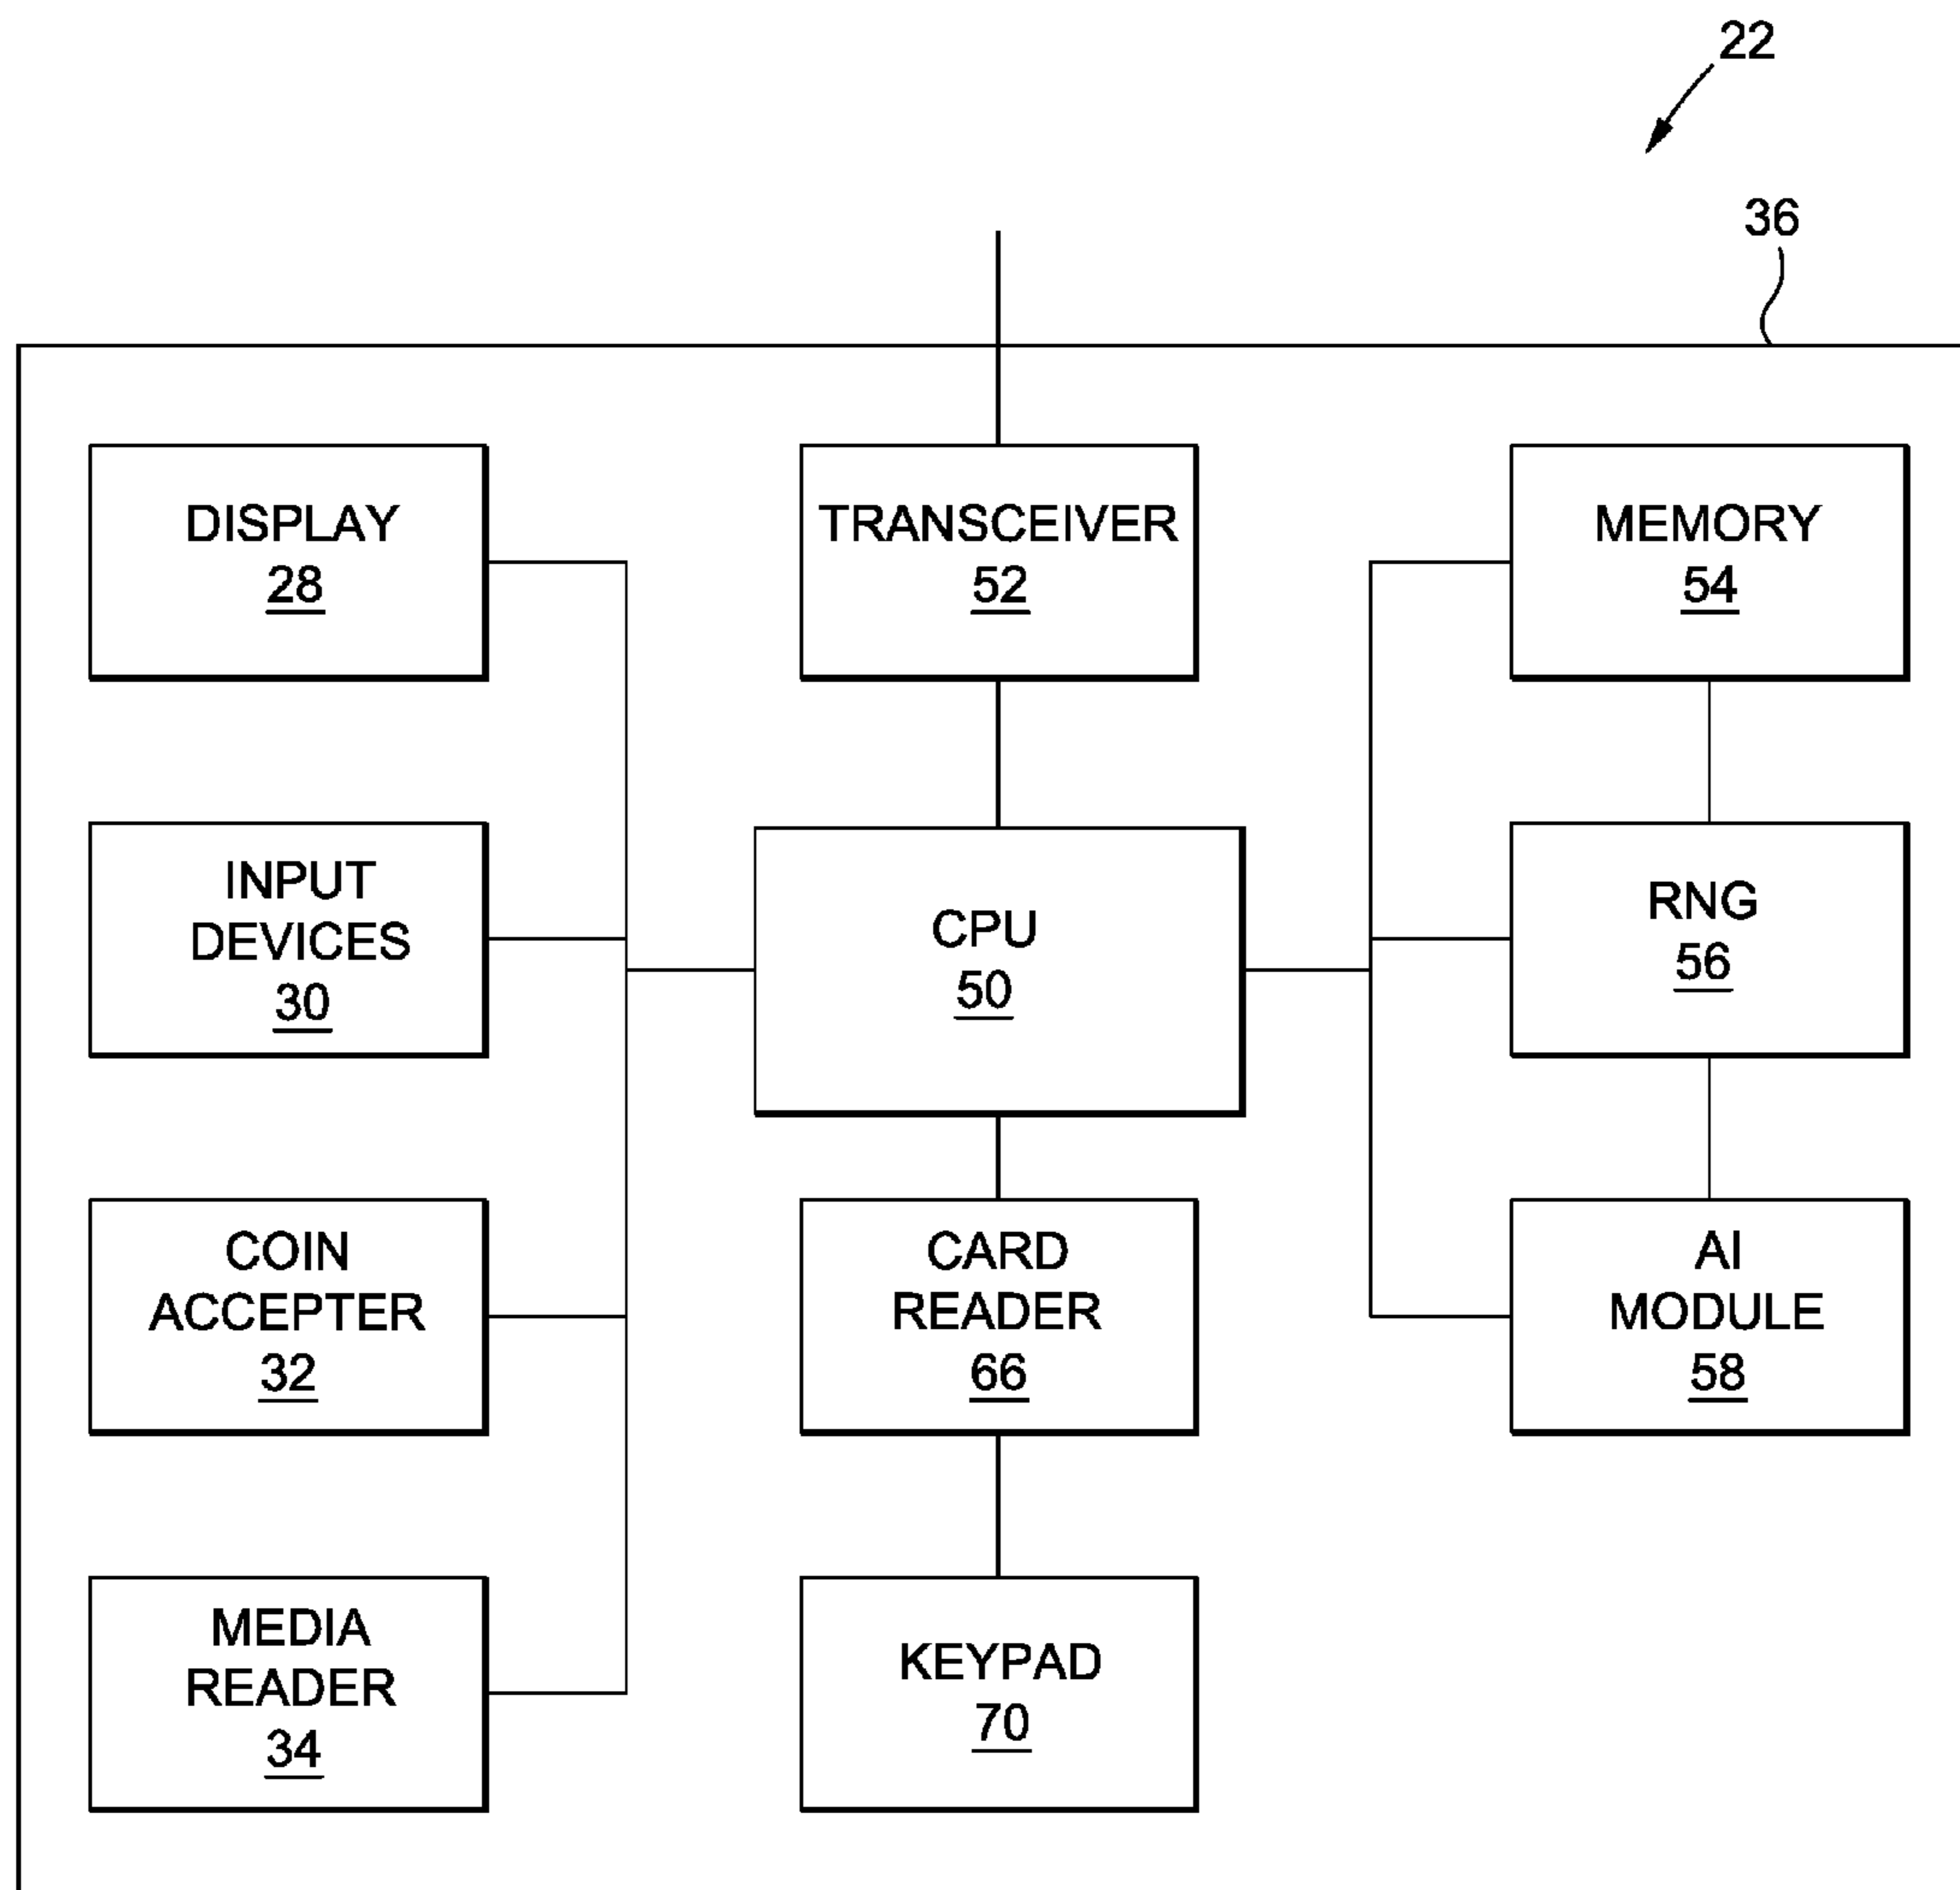 22
36
DISPLAY
28
TRANSCEIVER
52
MEMORY
54
INPUT
DEVICES
30
CPU
50
RNG
56
COIN
ACCEPTER
32
CARD
READER
66
AI
MODULE
58
MEDIA
READER
34
KEYPAD
70